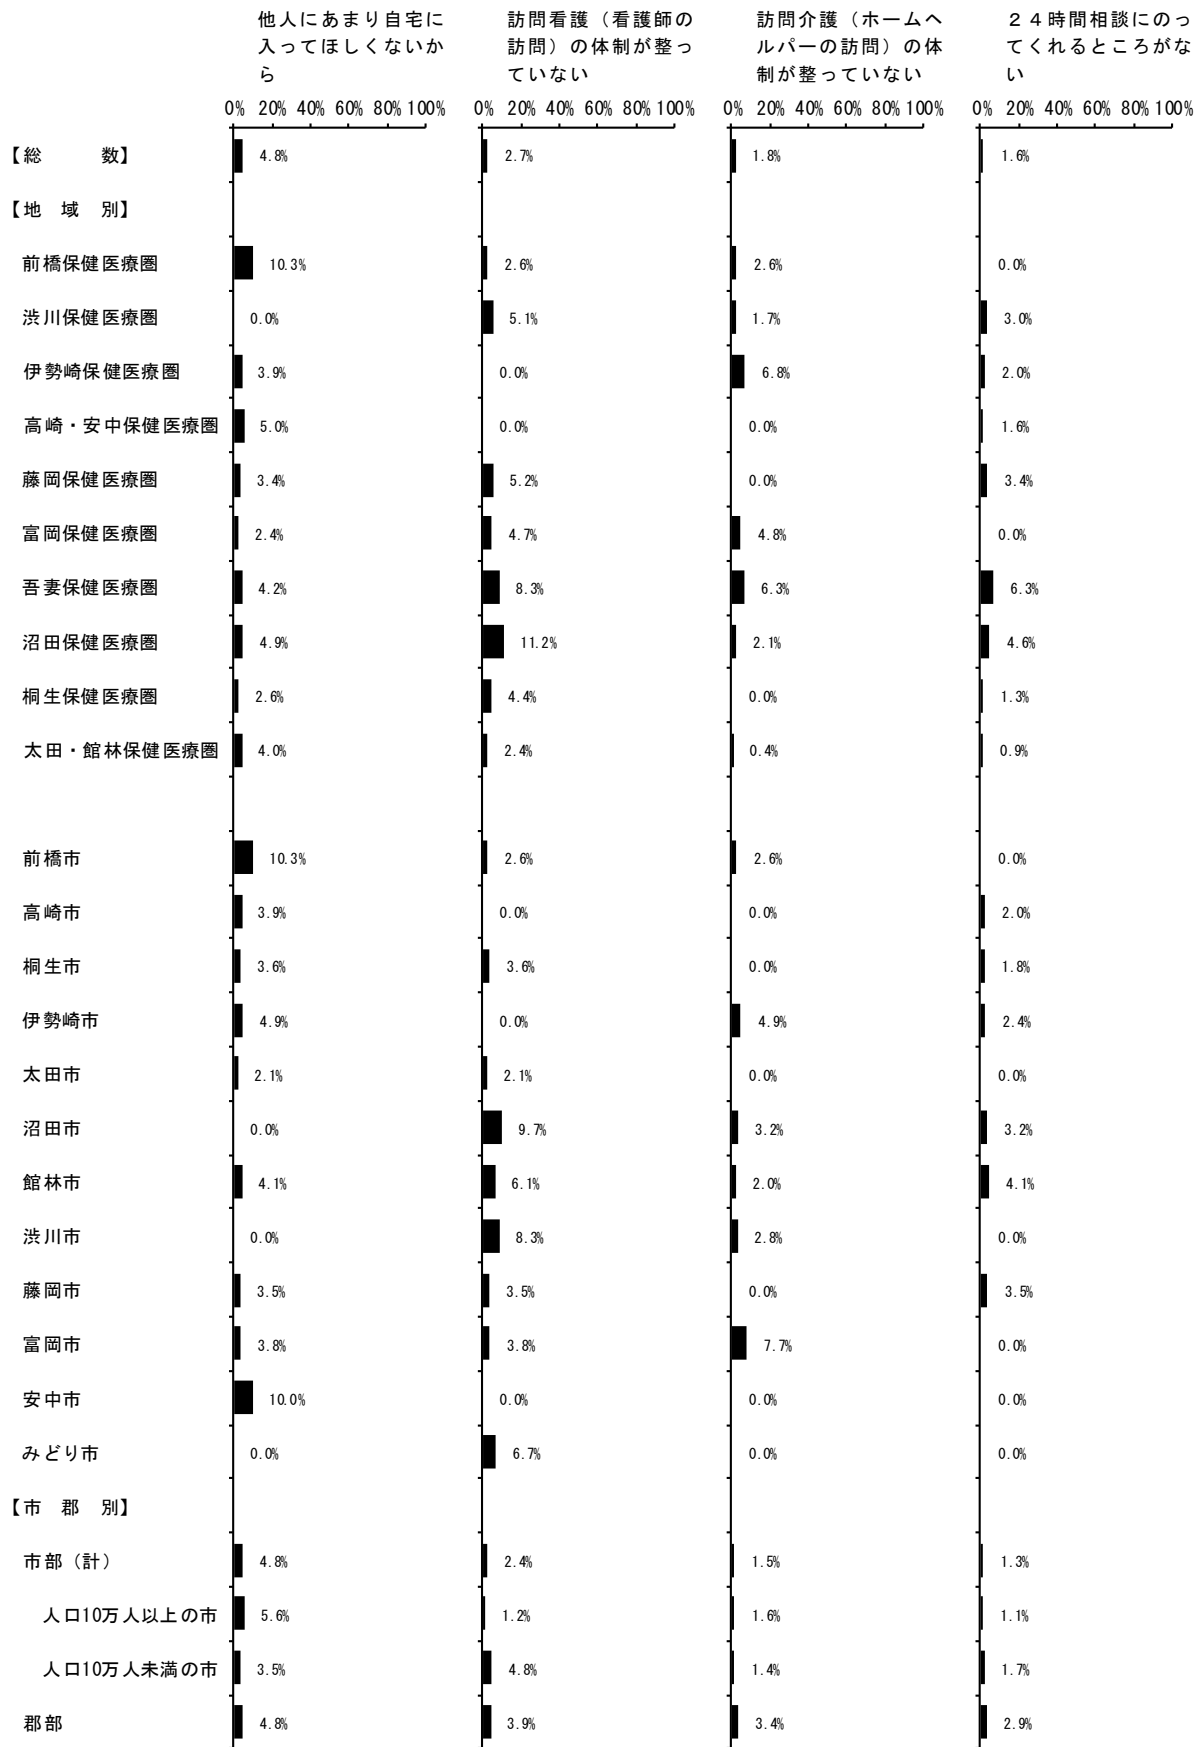 他人にあまり自宅に
入ってほしくないか
ら
訪問看護（看護師の
訪問）の体制が整っ
ていない
訪問介護（ホームヘ
ルパーの訪問）の体
制が整っていない
２４時間相談にのっ
てくれるところがな
い
0% 20% 40% 60% 80% 100% 0% 20% 40% 60% 80% 100% 0% 20% 40% 60% 80% 100% 0% 20% 40% 60% 80% 100%
【総　　　数】 4.8% 2.7% 1.8% 1.6%
【地　域　別】
前橋保健医療圏 10.3% 2.6% 2.6% 0.0%
渋川保健医療圏 0.0% 5.1% 1.7% 3.0%
伊勢崎保健医療圏 3.9% 0.0% 6.8% 2.0%
高崎・安中保健医療圏 5.0% 0.0% 0.0% 1.6%
藤岡保健医療圏 3.4% 5.2% 0.0% 3.4%
富岡保健医療圏 2.4% 4.7% 4.8% 0.0%
吾妻保健医療圏 4.2% 8.3% 6.3% 6.3%
沼田保健医療圏 4.9% 11.2% 2.1% 4.6%
桐生保健医療圏 2.6% 4.4% 0.0% 1.3%
太田・館林保健医療圏 4.0% 2.4% 0.4% 0.9%
前橋市 10.3% 2.6% 2.6% 0.0%
高崎市 3.9% 0.0% 0.0% 2.0%
桐生市 3.6% 3.6% 0.0% 1.8%
伊勢崎市 4.9% 0.0% 4.9% 2.4%
太田市 2.1% 2.1% 0.0% 0.0%
沼田市 0.0% 9.7% 3.2% 3.2%
館林市 4.1% 6.1% 2.0% 4.1%
渋川市 0.0% 8.3% 2.8% 0.0%
藤岡市 3.5% 3.5% 0.0% 3.5%
富岡市 3.8% 3.8% 7.7% 0.0%
安中市 10.0% 0.0% 0.0% 0.0%
みどり市 0.0% 6.7% 0.0% 0.0%
【市　郡　別】
市部（計） 4.8% 2.4% 1.5% 1.3%
人口10万人以上の市 5.6% 1.2% 1.6% 1.1%
人口10万人未満の市 3.5% 4.8% 1.4% 1.7%
郡部 4.8% 3.9% 3.4% 2.9%